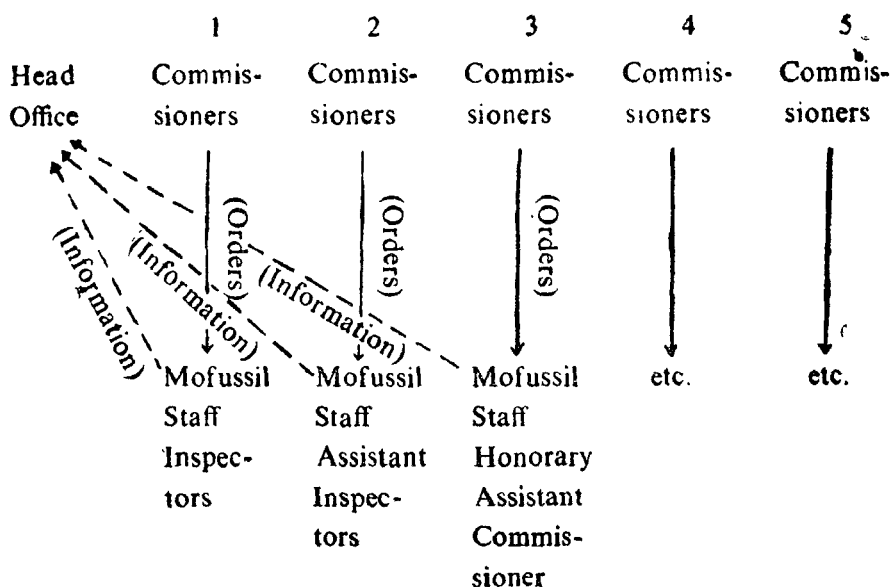 1 2 3 4 5
Head Commis- Commis- Commis- Commis- Commis-
Office sioners sioners sioners sioners sioners
(Orders) (Orders) (Orders)
(Information) (Information) (Information)
Mofussil Mofussil Mofussil etc. etc.
Staff Staff Staff
Inspec- Assistant Honorary
tors Inspec- Assistant
tors Commis-
sioner